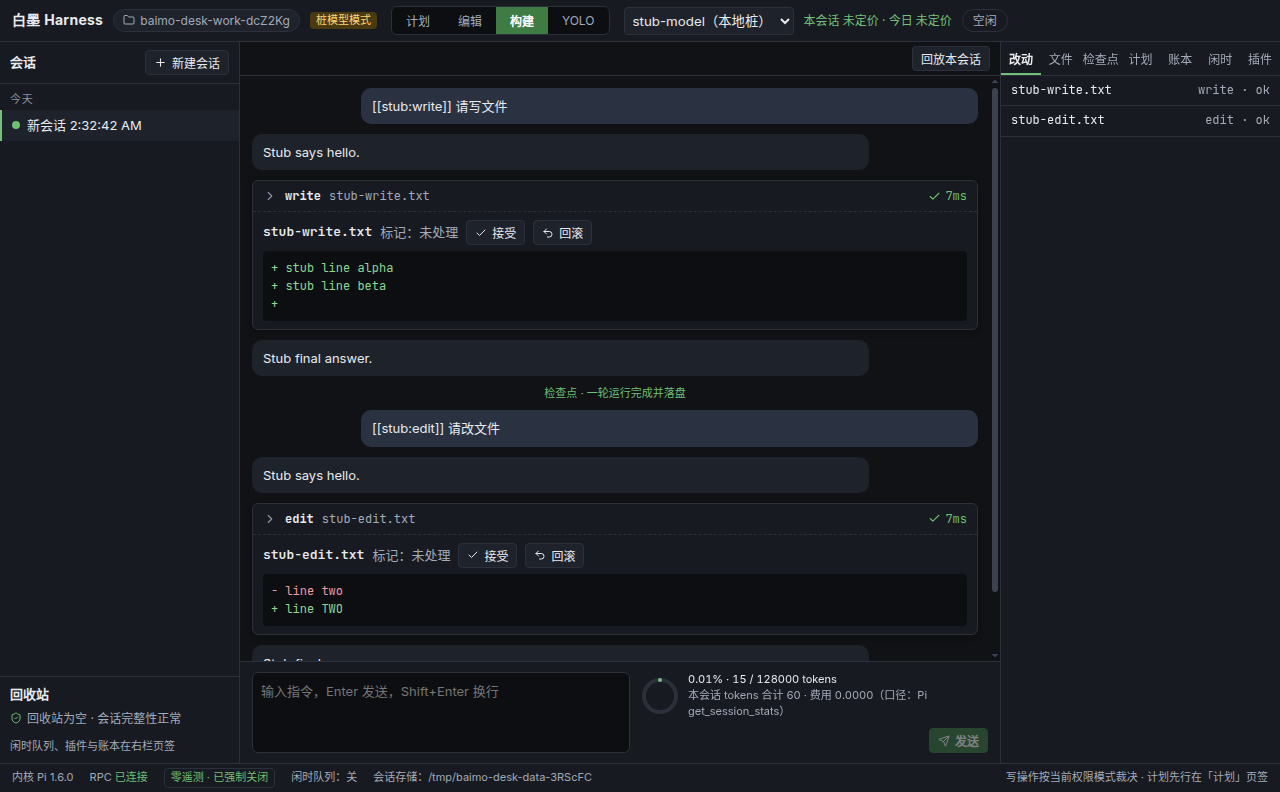 白墨 Harness baimo-desk-work-dcZ2Kg 桩模型模式 计划 编辑 构建 YOLO stub-model（本地桩） 本会话 未定价 · 今日 未定价 空闲
会话 新建会话
今天
新会话 2:32:42 AM
回收站
回收站为空 · 会话完整性正常
闲时队列、插件与账本在右栏页签
回放本会话
[[stub:write]] 请写文件
Stub says hello.
write stub-write.txt 7ms
stub-write.txt 标记：未处理 接受 回滚
+ stub line alpha
+ stub line beta
+
Stub final answer.
检查点 · 一轮运行完成并落盘
[[stub:edit]] 请改文件
Stub says hello.
edit stub-edit.txt 7ms
stub-edit.txt 标记：未处理 接受 回滚
- line two
+ line TWO
输入指令，Enter 发送，Shift+Enter 换行
0.01% · 15 / 128000 tokens
本会话 tokens 合计 60 · 费用 0.0000（口径：Pi
get_session_stats）
发送
改动 文件 检查点 计划 账本 闲时 插件
stub-write.txt write · ok
stub-edit.txt edit · ok
内核 Pi 1.6.0 RPC 已连接 零遥测 · 已强制关闭 闲时队列：关 会话存储：/tmp/baimo-desk-data-3RScFC 写操作按当前权限模式裁决 · 计划先行在「计划」页签